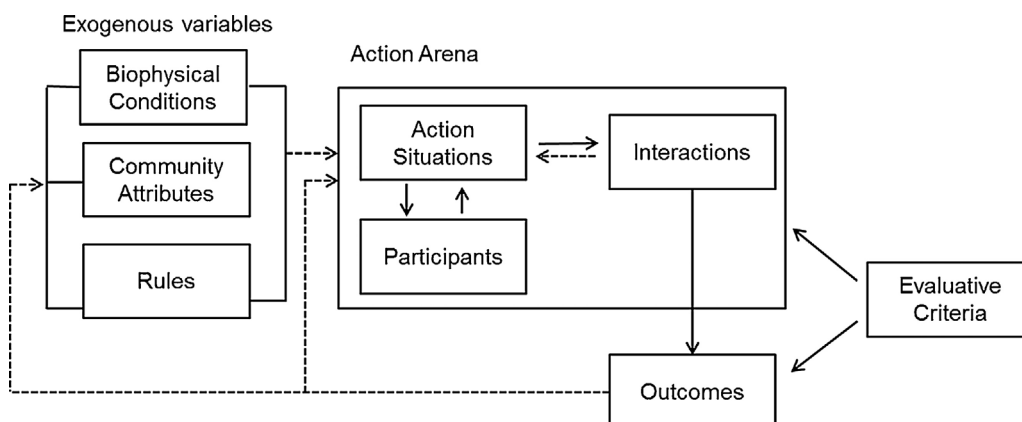 Exogenous variables
Biophysical
Conditions
Community
Attributes
Rules
Action Arena
Action
Situations
Participants
Interactions
Outcomes
Evaluative
Criteria